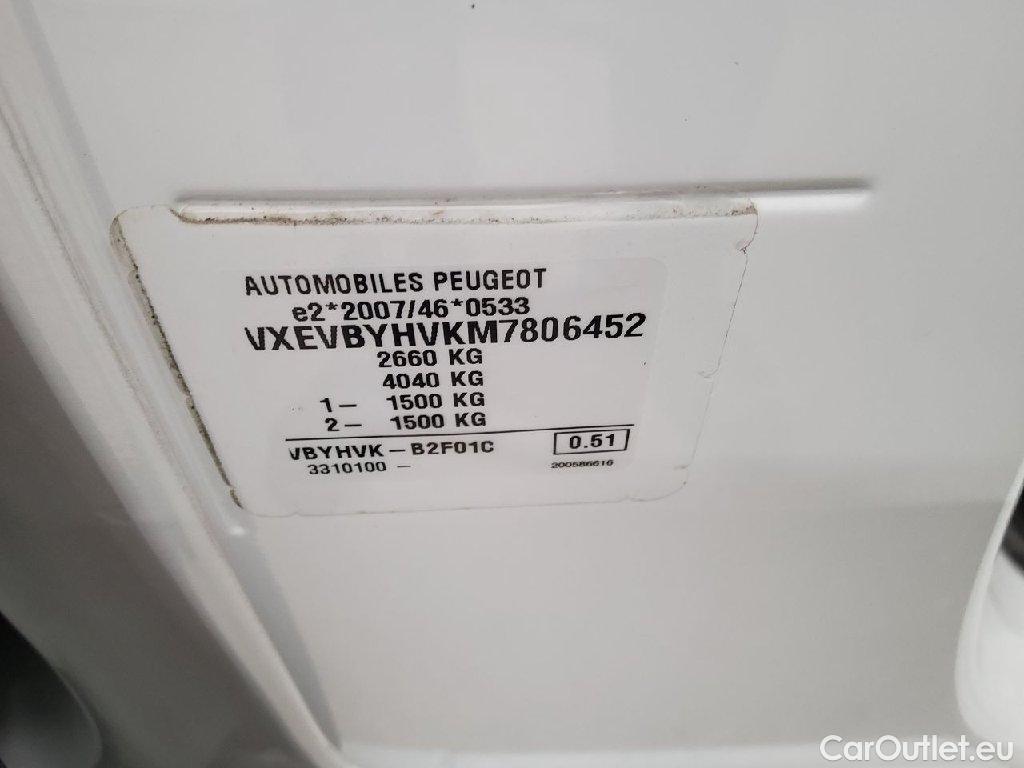 AUTOMOBILES PEUGEOT
e2*2007/46*0533
VXEVBYHVKM7806452
2660 KG
4040 KG
1– 1500 KG
2– 1500 KG
VBYHVK – B2F01C 0.51
3310100 – 200586616
CarOutlet.eu